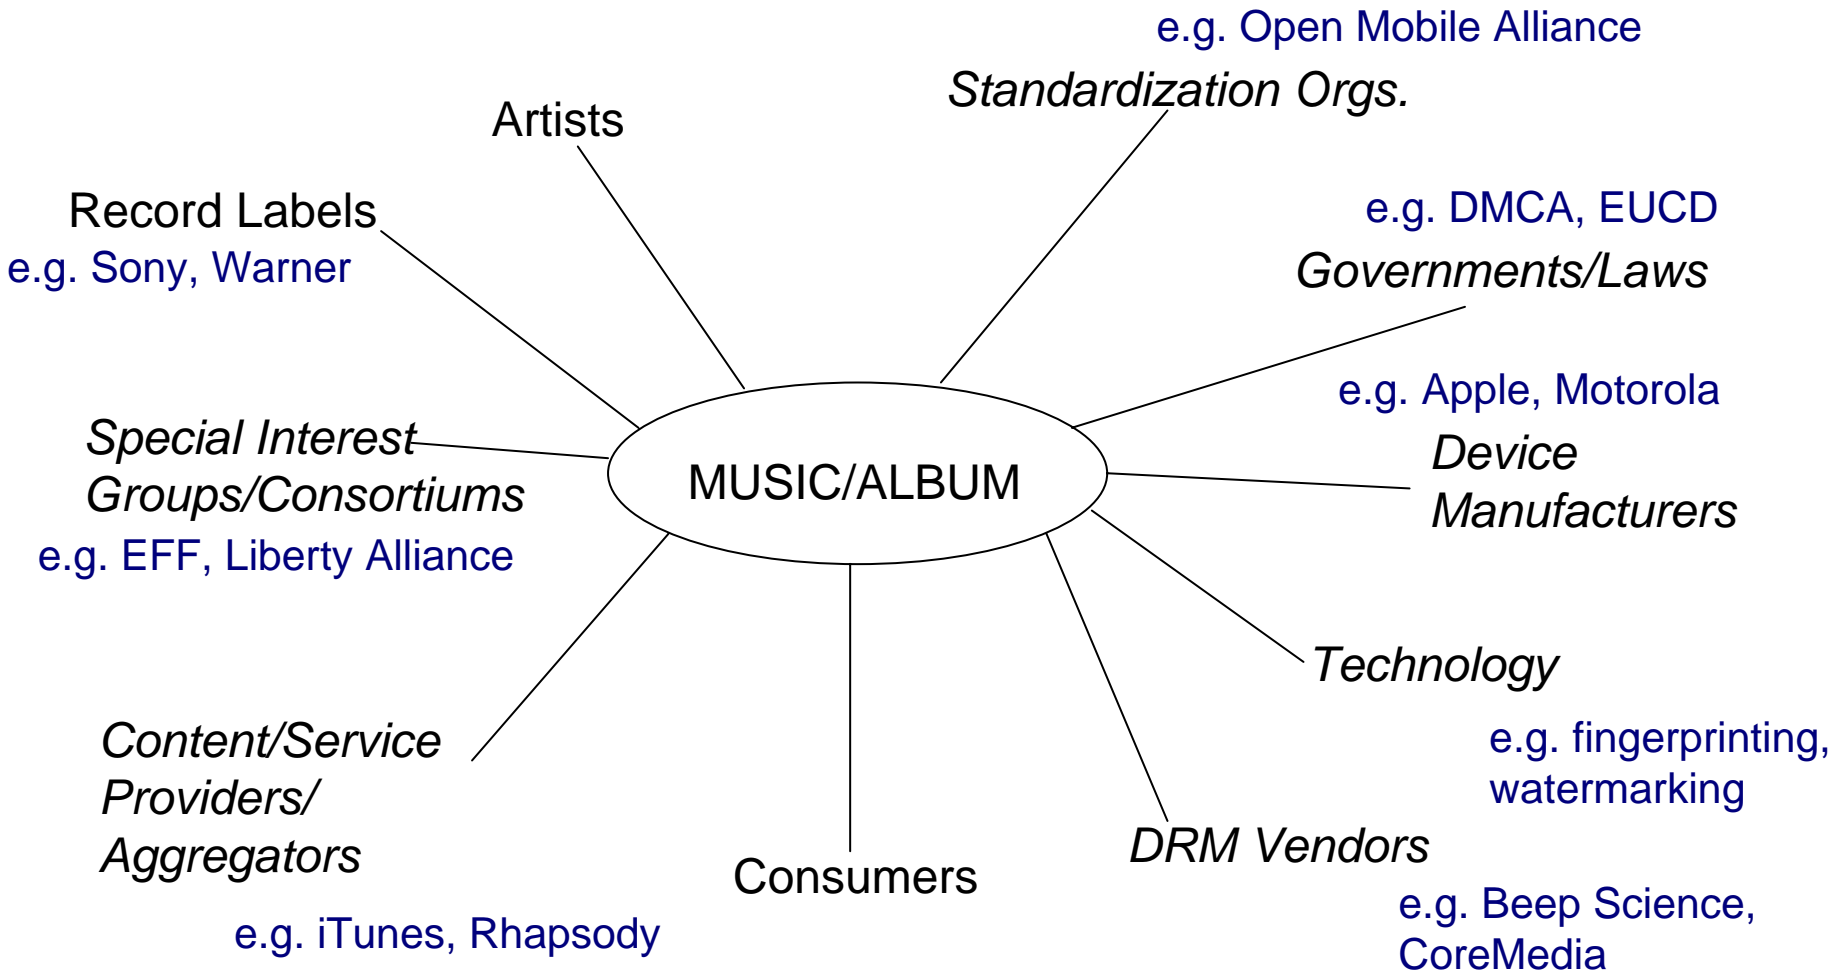 e.g. Open Mobile Alliance
Standardization Orgs.
Artists
Record Labels
e.g. Sony, Warner
e.g. DMCA, EUCD
Governments/Laws
e.g. Apple, Motorola
Device
Manufacturers
Special Interest
Groups/Consortiums
e.g. EFF, Liberty Alliance
MUSIC/ALBUM
Technology
e.g. fingerprinting,
watermarking
Content/Service
Providers/
Aggregators
e.g. iTunes, Rhapsody
Consumers
DRM Vendors
e.g. Beep Science,
CoreMedia